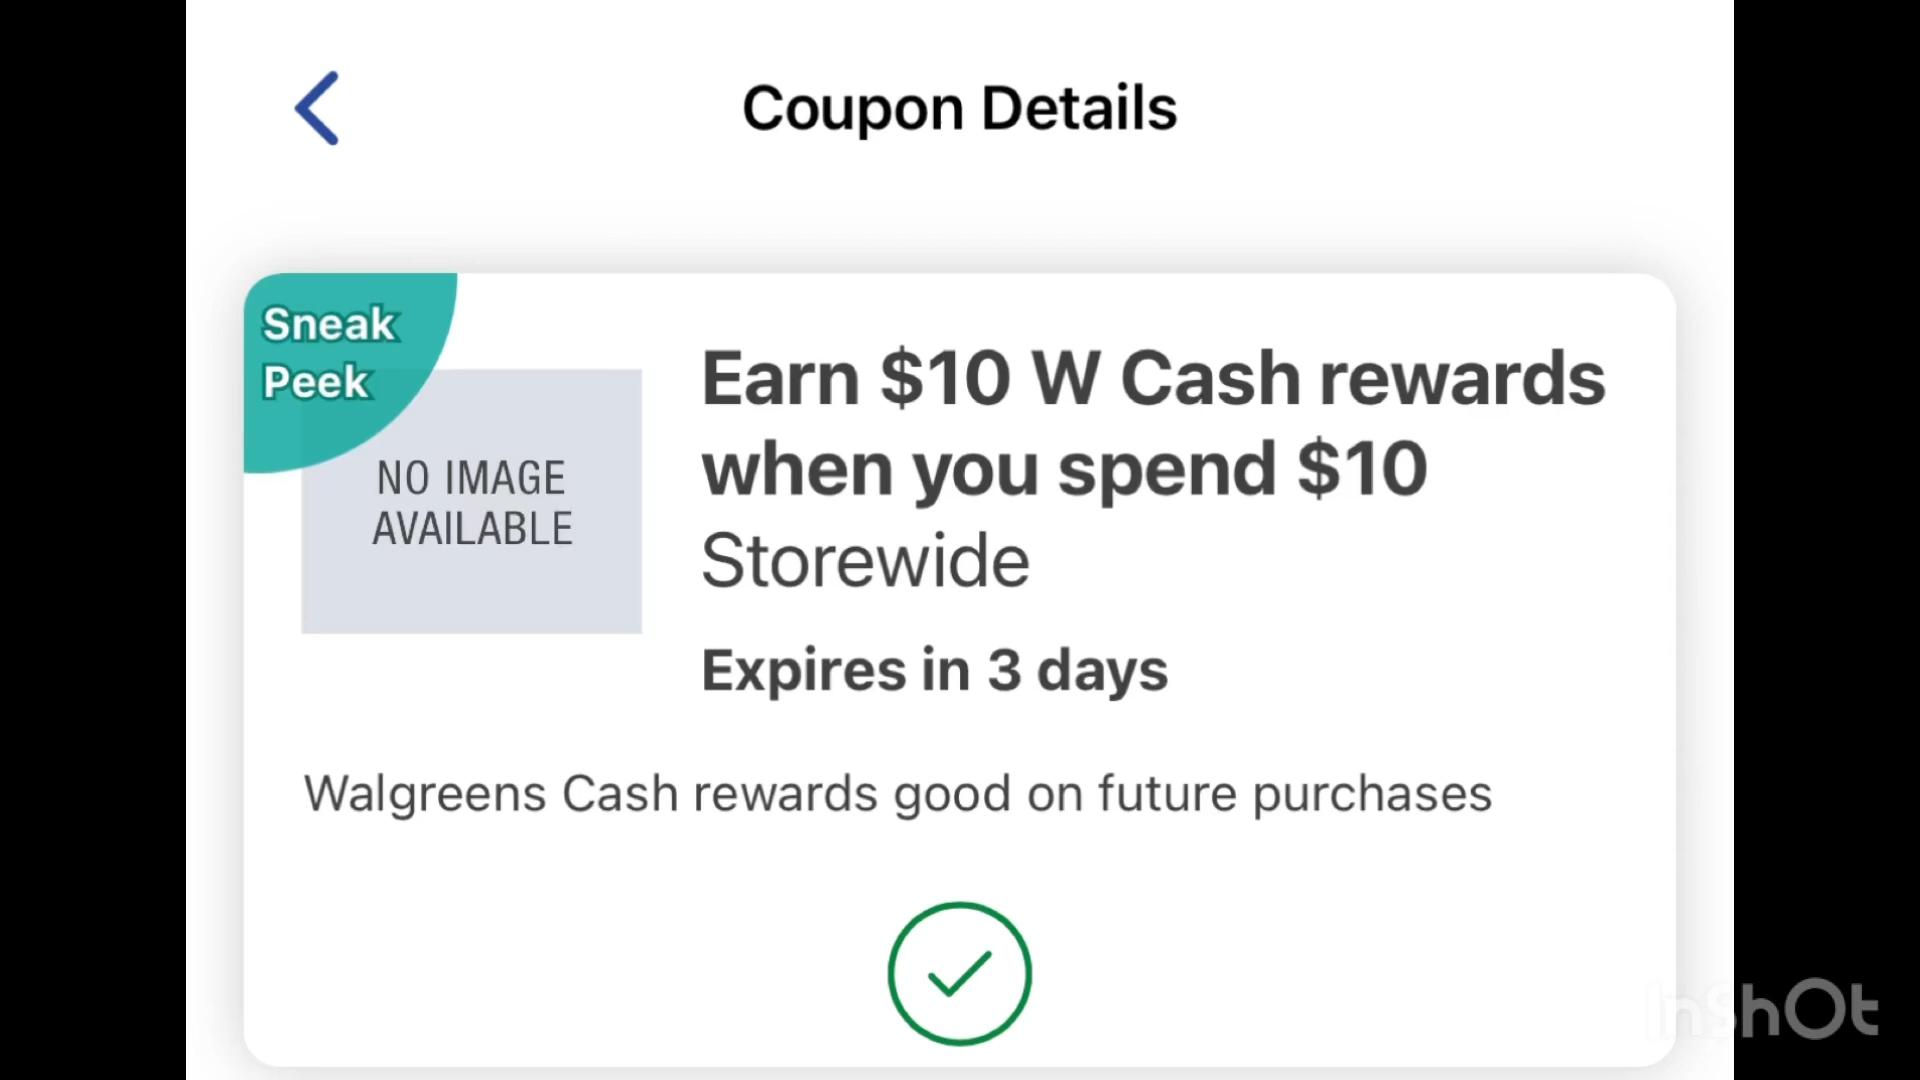 Coupon Details
Sneak
Peek
NO IMAGE
AVAILABLE
Earn $10 W Cash rewards
when you spend $10
Storewide
Expires in 3 days
Walgreens Cash rewards good on future purchases
InShOt